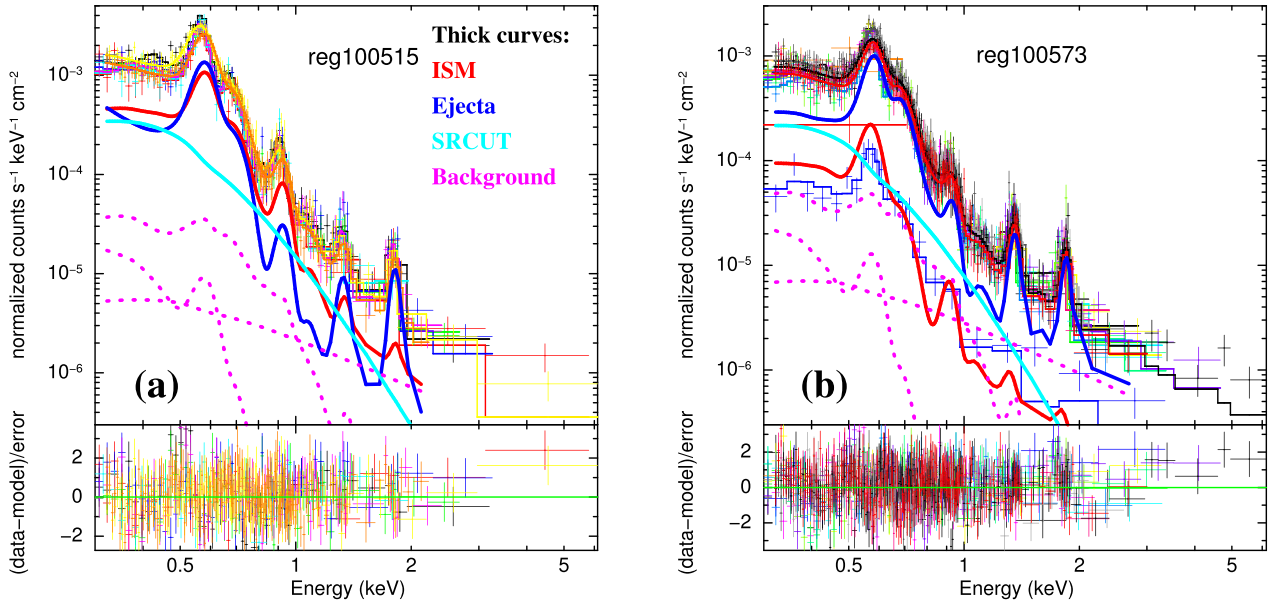 normalized counts s⁻¹ keV⁻¹ cm⁻²
10⁻³
10⁻⁴
10⁻⁵
10⁻⁶
reg100515
Thick curves:
ISM
Ejecta
SRCUT
Background
(a)
(data−model)/error
2
0
−2
0.5
1
2
5
Energy (keV)
normalized counts s⁻¹ keV⁻¹ cm⁻²
10⁻³
10⁻⁴
10⁻⁵
10⁻⁶
reg100573
(b)
(data−model)/error
2
0
−2
0.5
1
2
5
Energy (keV)